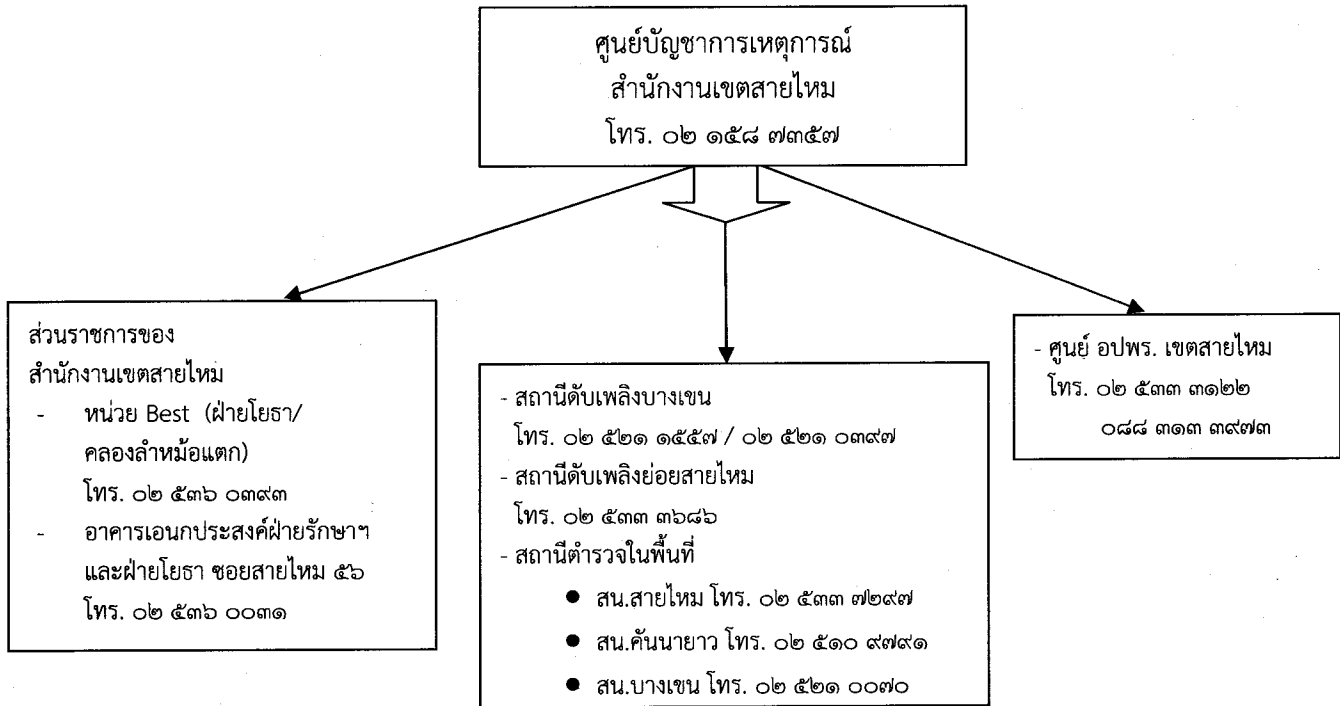 ศูนย์บัญชาการเหตุการณ์
สำนักงานเขตสายไหม
โทร. ๐๒ ๑๕๘ ๗๓๕๗
ส่วนราชการของ
สำนักงานเขตสายไหม
- หน่วย Best (ฝ่ายโยธา/
คลองลำหม้อแตก)
โทร. ๐๒ ๕๓๖ ๐๓๙๓
- อาคารเอนกประสงค์ฝ่ายรักษาฯ
และฝ่ายโยธา ซอยสายไหม ๕๖
โทร. ๐๒ ๕๓๖ ๐๐๓๑
- สถานีดับเพลิงบางเขน
โทร. ๐๒ ๕๒๑ ๑๕๕๗ / ๐๒ ๕๒๑ ๐๓๙๗
- สถานีดับเพลิงย่อยสายไหม
โทร. ๐๒ ๕๓๓ ๓๖๘๖
- สถานีตำรวจในพื้นที่
● สน.สายไหม โทร. ๐๒ ๕๓๓ ๗๒๙๗
● สน.คันนายาว โทร. ๐๒ ๕๑๐ ๙๗๙๑
● สน.บางเขน โทร. ๐๒ ๕๒๑ ๐๐๗๐
- ศูนย์ อปพร. เขตสายไหม
โทร. ๐๒ ๕๓๓ ๓๑๒๒
๐๘๘ ๓๑๓ ๓๙๗๓